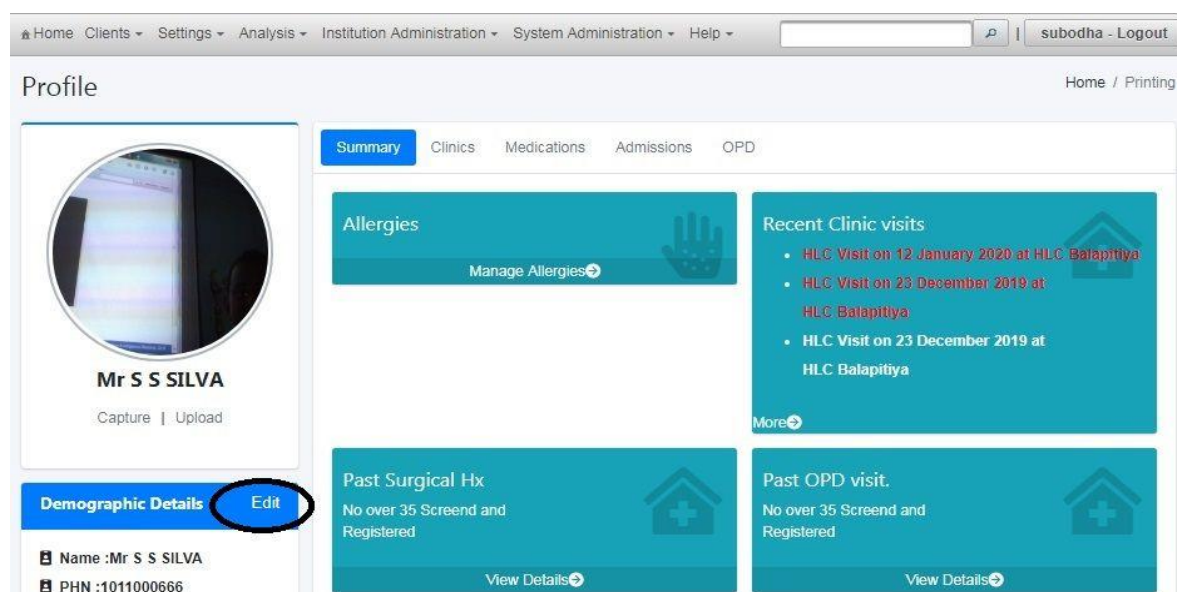 Home Clients Settings Analysis Institution Administration System Administration Help | subodha - Logout
Profile
Home / Printing
Mr S S SILVA
Capture | Upload
Demographic Details Edit
Name :Mr S S SILVA
PHN :1011000666
Summary Clinics Medications Admissions OPD
Allergies
Manage Allergies
Recent Clinic visits
HLC Visit on 12 January 2020 at HLC Balapitiya
HLC Visit on 23 December 2019 at
HLC Balapitiya
HLC Visit on 23 December 2019 at
HLC Balapitiya
More
Past Surgical Hx
No over 35 Screend and
Registered
View Details
Past OPD visit.
No over 35 Screend and
Registered
View Details